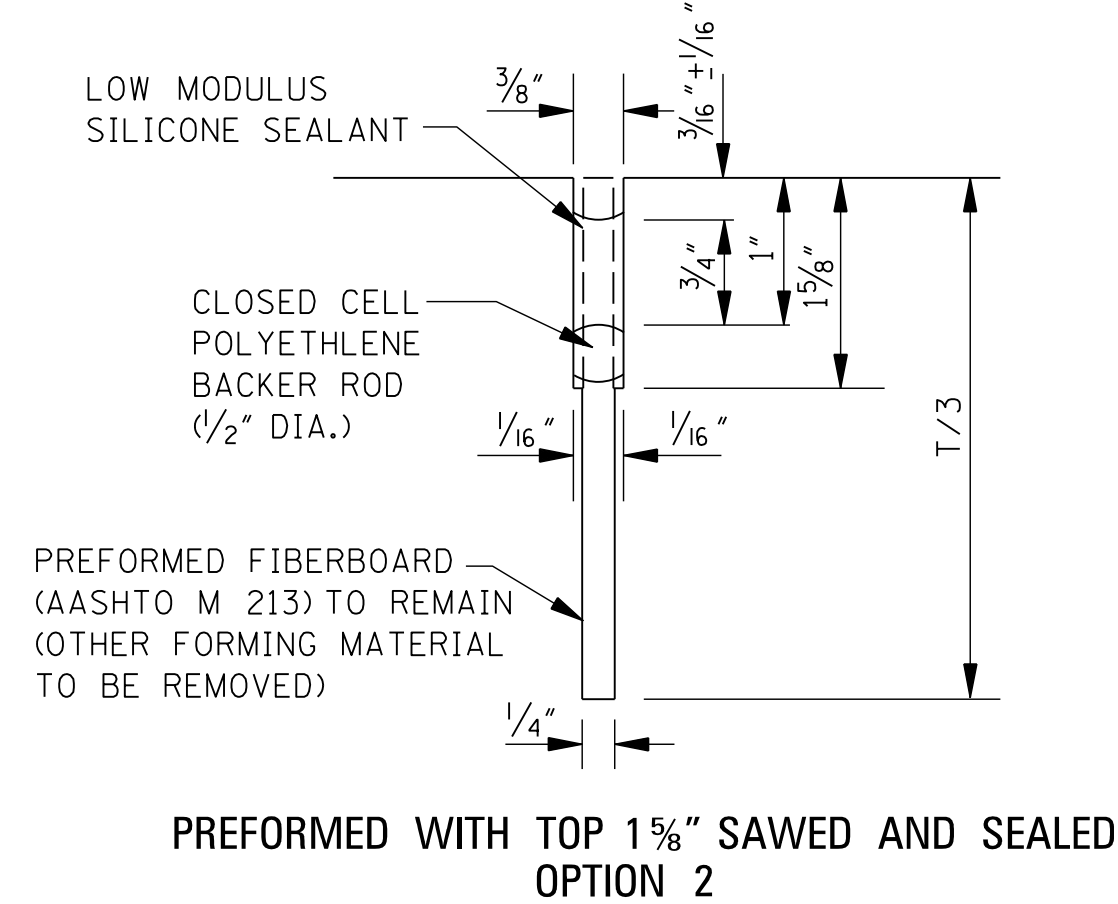 LOW MODULUS
SILICONE SEALANT
3/8"
3/16"±1/16"
3/4"
1"
1 5/8"
T/3
CLOSED CELL
POLYETHLENE
BACKER ROD
(1/2" DIA.)
1/16"
1/16"
PREFORMED FIBERBOARD
(AASHTO M 213) TO REMAIN
(OTHER FORMING MATERIAL
TO BE REMOVED)
1/4"
PREFORMED WITH TOP 1 5/8" SAWED AND SEALED
OPTION 2